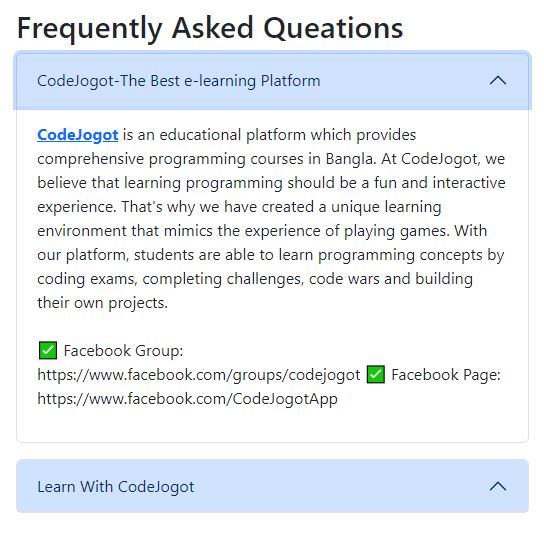 Frequently Asked Queations
CodeJogot-The Best e-learning Platform
CodeJogot is an educational platform which provides
comprehensive programming courses in Bangla. At CodeJogot, we
believe that learning programming should be a fun and interactive
experience. That's why we have created a unique learning
environment that mimics the experience of playing games. With
our platform, students are able to learn programming concepts by
coding exams, completing challenges, code wars and building
their own projects.
✅ Facebook Group:
https://www.facebook.com/groups/codejogot ✅ Facebook Page:
https://www.facebook.com/CodeJogotApp
Learn With CodeJogot